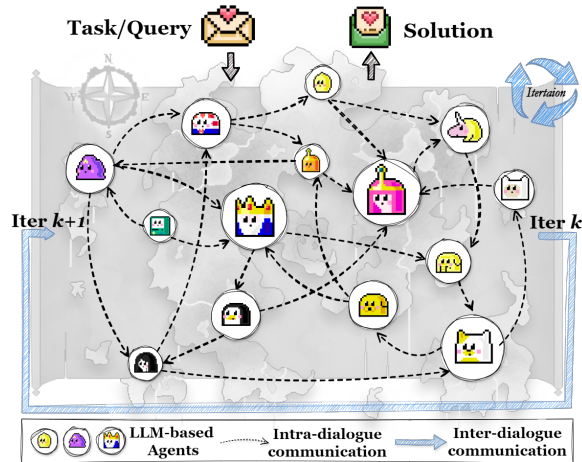 Task/Query
Solution
N
W
E
S
Itertaion
Iter k+1
Iter k
LLM-based
Agents
Intra-dialogue
communication
Inter-dialogue
communication